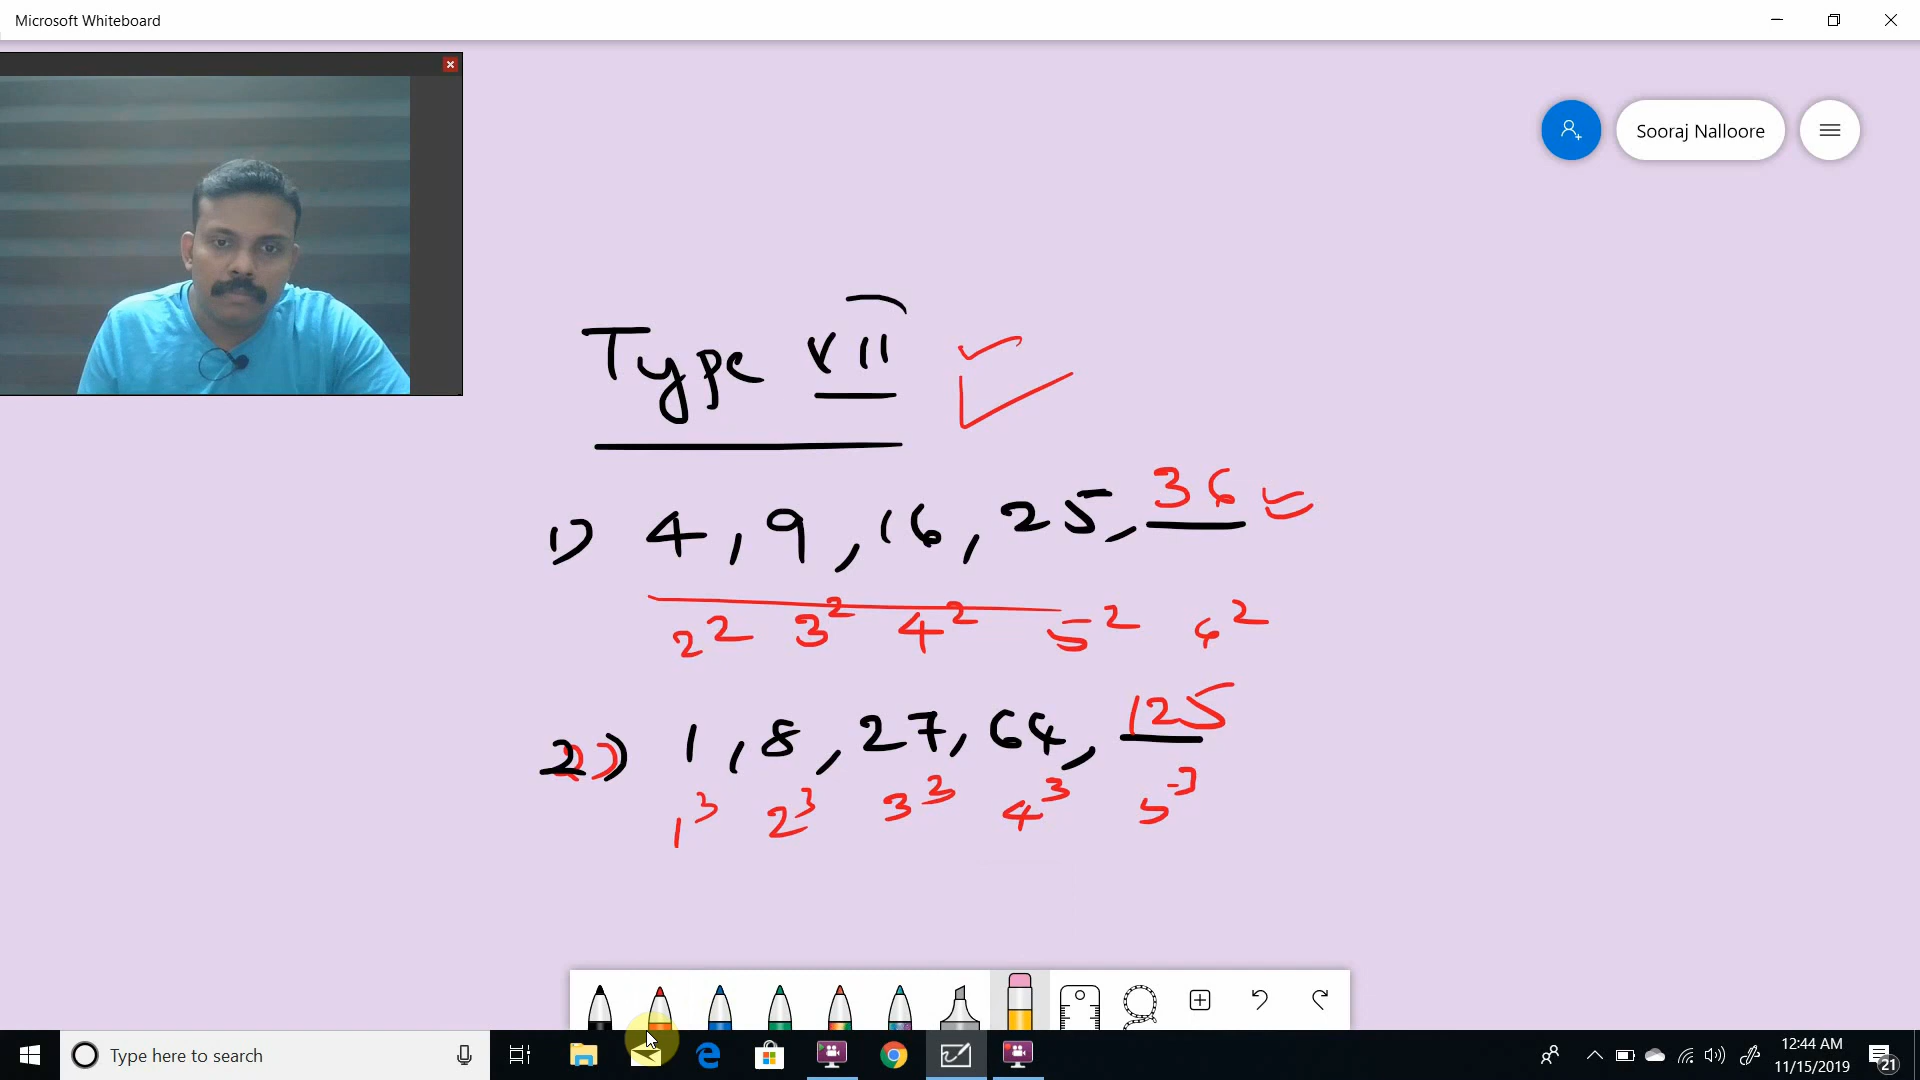 Microsoft Whiteboard
Sooraj Nalloore
Type VII
1) 4, 9, 16, 25, 36
2² 3² 4² 5² 6²
2) 1, 8, 27, 64, 125
1³ 2³ 3³ 4³ 5³
Type here to search
12:44 AM
11/15/2019
21